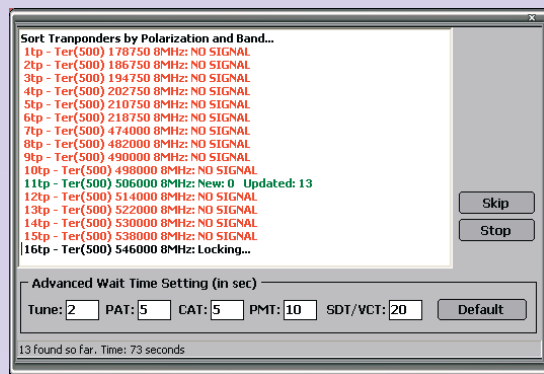 Sort Tranponders by Polarization and Band...
1tp - Ter(500) 178750 8MHz: NO SIGNAL
2tp - Ter(500) 186750 8MHz: NO SIGNAL
3tp - Ter(500) 194750 8MHz: NO SIGNAL
4tp - Ter(500) 202750 8MHz: NO SIGNAL
5tp - Ter(500) 210750 8MHz: NO SIGNAL
6tp - Ter(500) 218750 8MHz: NO SIGNAL
7tp - Ter(500) 474000 8MHz: NO SIGNAL
8tp - Ter(500) 482000 8MHz: NO SIGNAL
9tp - Ter(500) 490000 8MHz: NO SIGNAL
10tp - Ter(500) 498000 8MHz: NO SIGNAL
11tp - Ter(500) 506000 8MHz: New: 0 Updated: 13
12tp - Ter(500) 514000 8MHz: NO SIGNAL
13tp - Ter(500) 522000 8MHz: NO SIGNAL
14tp - Ter(500) 530000 8MHz: NO SIGNAL
15tp - Ter(500) 538000 8MHz: NO SIGNAL
16tp - Ter(500) 546000 8MHz: Locking...
Skip
Stop
Advanced Wait Time Setting (in sec)
Tune: 2 PAT: 5 CAT: 5 PMT: 10 SDT/VCT: 20 Default
13 found so far. Time: 73 seconds